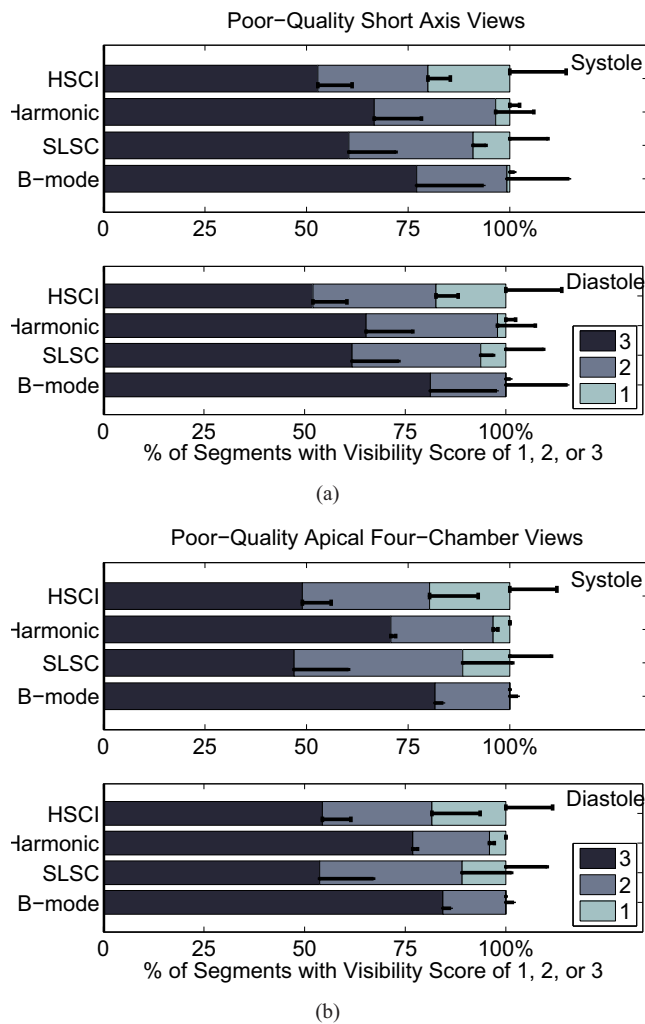 Poor-Quality Short Axis Views
Systole
HSCI
Harmonic
SLSC
B-mode
0 25 50 75 100%
Diastole
HSCI
Harmonic
SLSC
B-mode
3
2
1
0 25 50 75 100%
% of Segments with Visibility Score of 1, 2, or 3
(a)
Poor-Quality Apical Four-Chamber Views
Systole
HSCI
Harmonic
SLSC
B-mode
0 25 50 75 100%
Diastole
HSCI
Harmonic
SLSC
B-mode
3
2
1
0 25 50 75 100%
% of Segments with Visibility Score of 1, 2, or 3
(b)